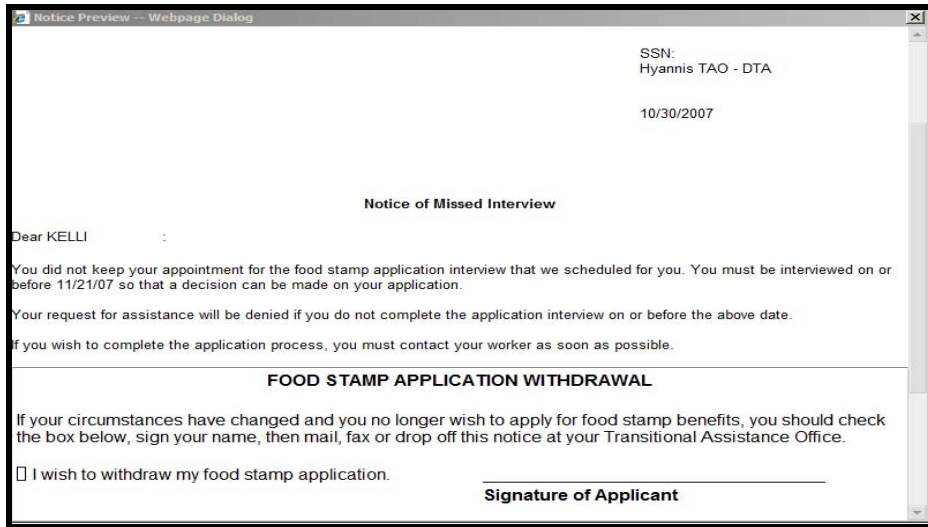 Notice Preview -- Webpage Dialog
SSN:
Hyannis TAO - DTA
10/30/2007
Notice of Missed Interview
Dear KELLI :
You did not keep your appointment for the food stamp application interview that we scheduled for you. You must be interviewed on or
before 11/21/07 so that a decision can be made on your application.
Your request for assistance will be denied if you do not complete the application interview on or before the above date.
If you wish to complete the application process, you must contact your worker as soon as possible.
FOOD STAMP APPLICATION WITHDRAWAL
If your circumstances have changed and you no longer wish to apply for food stamp benefits, you should check
the box below, sign your name, then mail, fax or drop off this notice at your Transitional Assistance Office.
I wish to withdraw my food stamp application.
Signature of Applicant